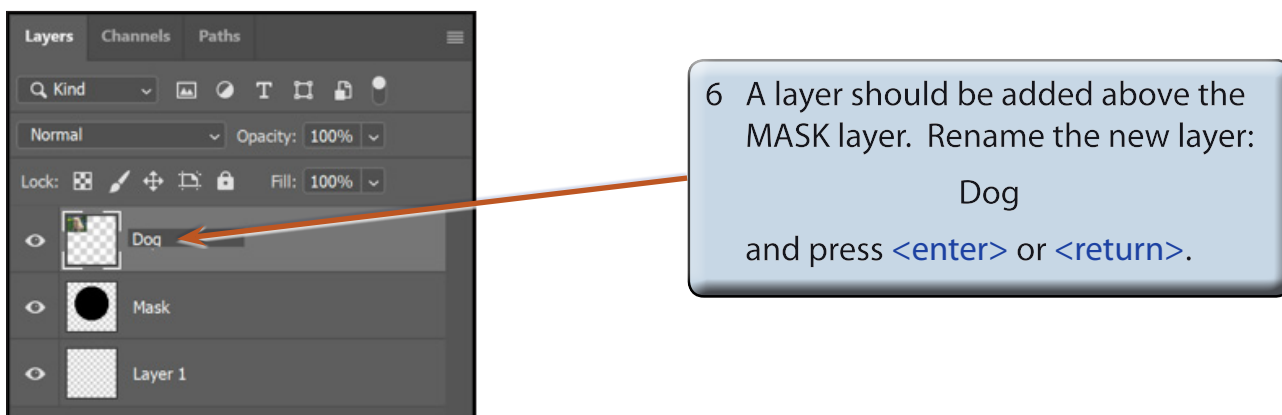 Layers Channels Paths
Kind
Normal Opacity: 100%
Lock: Fill: 100%
Dog
Mask
Layer 1
6 A layer should be added above the
MASK layer. Rename the new layer:
Dog
and press <enter> or <return>.